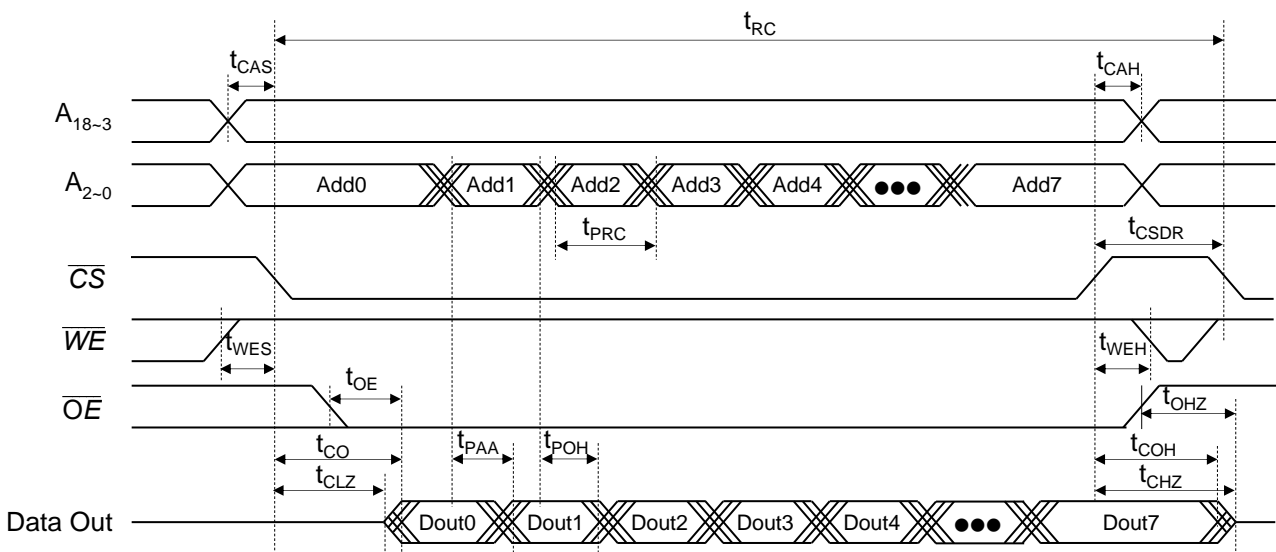 tRC
tCAS
tCAH
A18~3
A2~0
Add0
Add1
Add2
Add3
Add4
●●●
Add7
tPRC
tCSDR
CS
WE
tWES
tWEH
OE
tOE
tOHZ
tCO
tPAA
tPOH
tCOH
tCLZ
tCHZ
Data Out
Dout0
Dout1
Dout2
Dout3
Dout4
●●●
Dout7